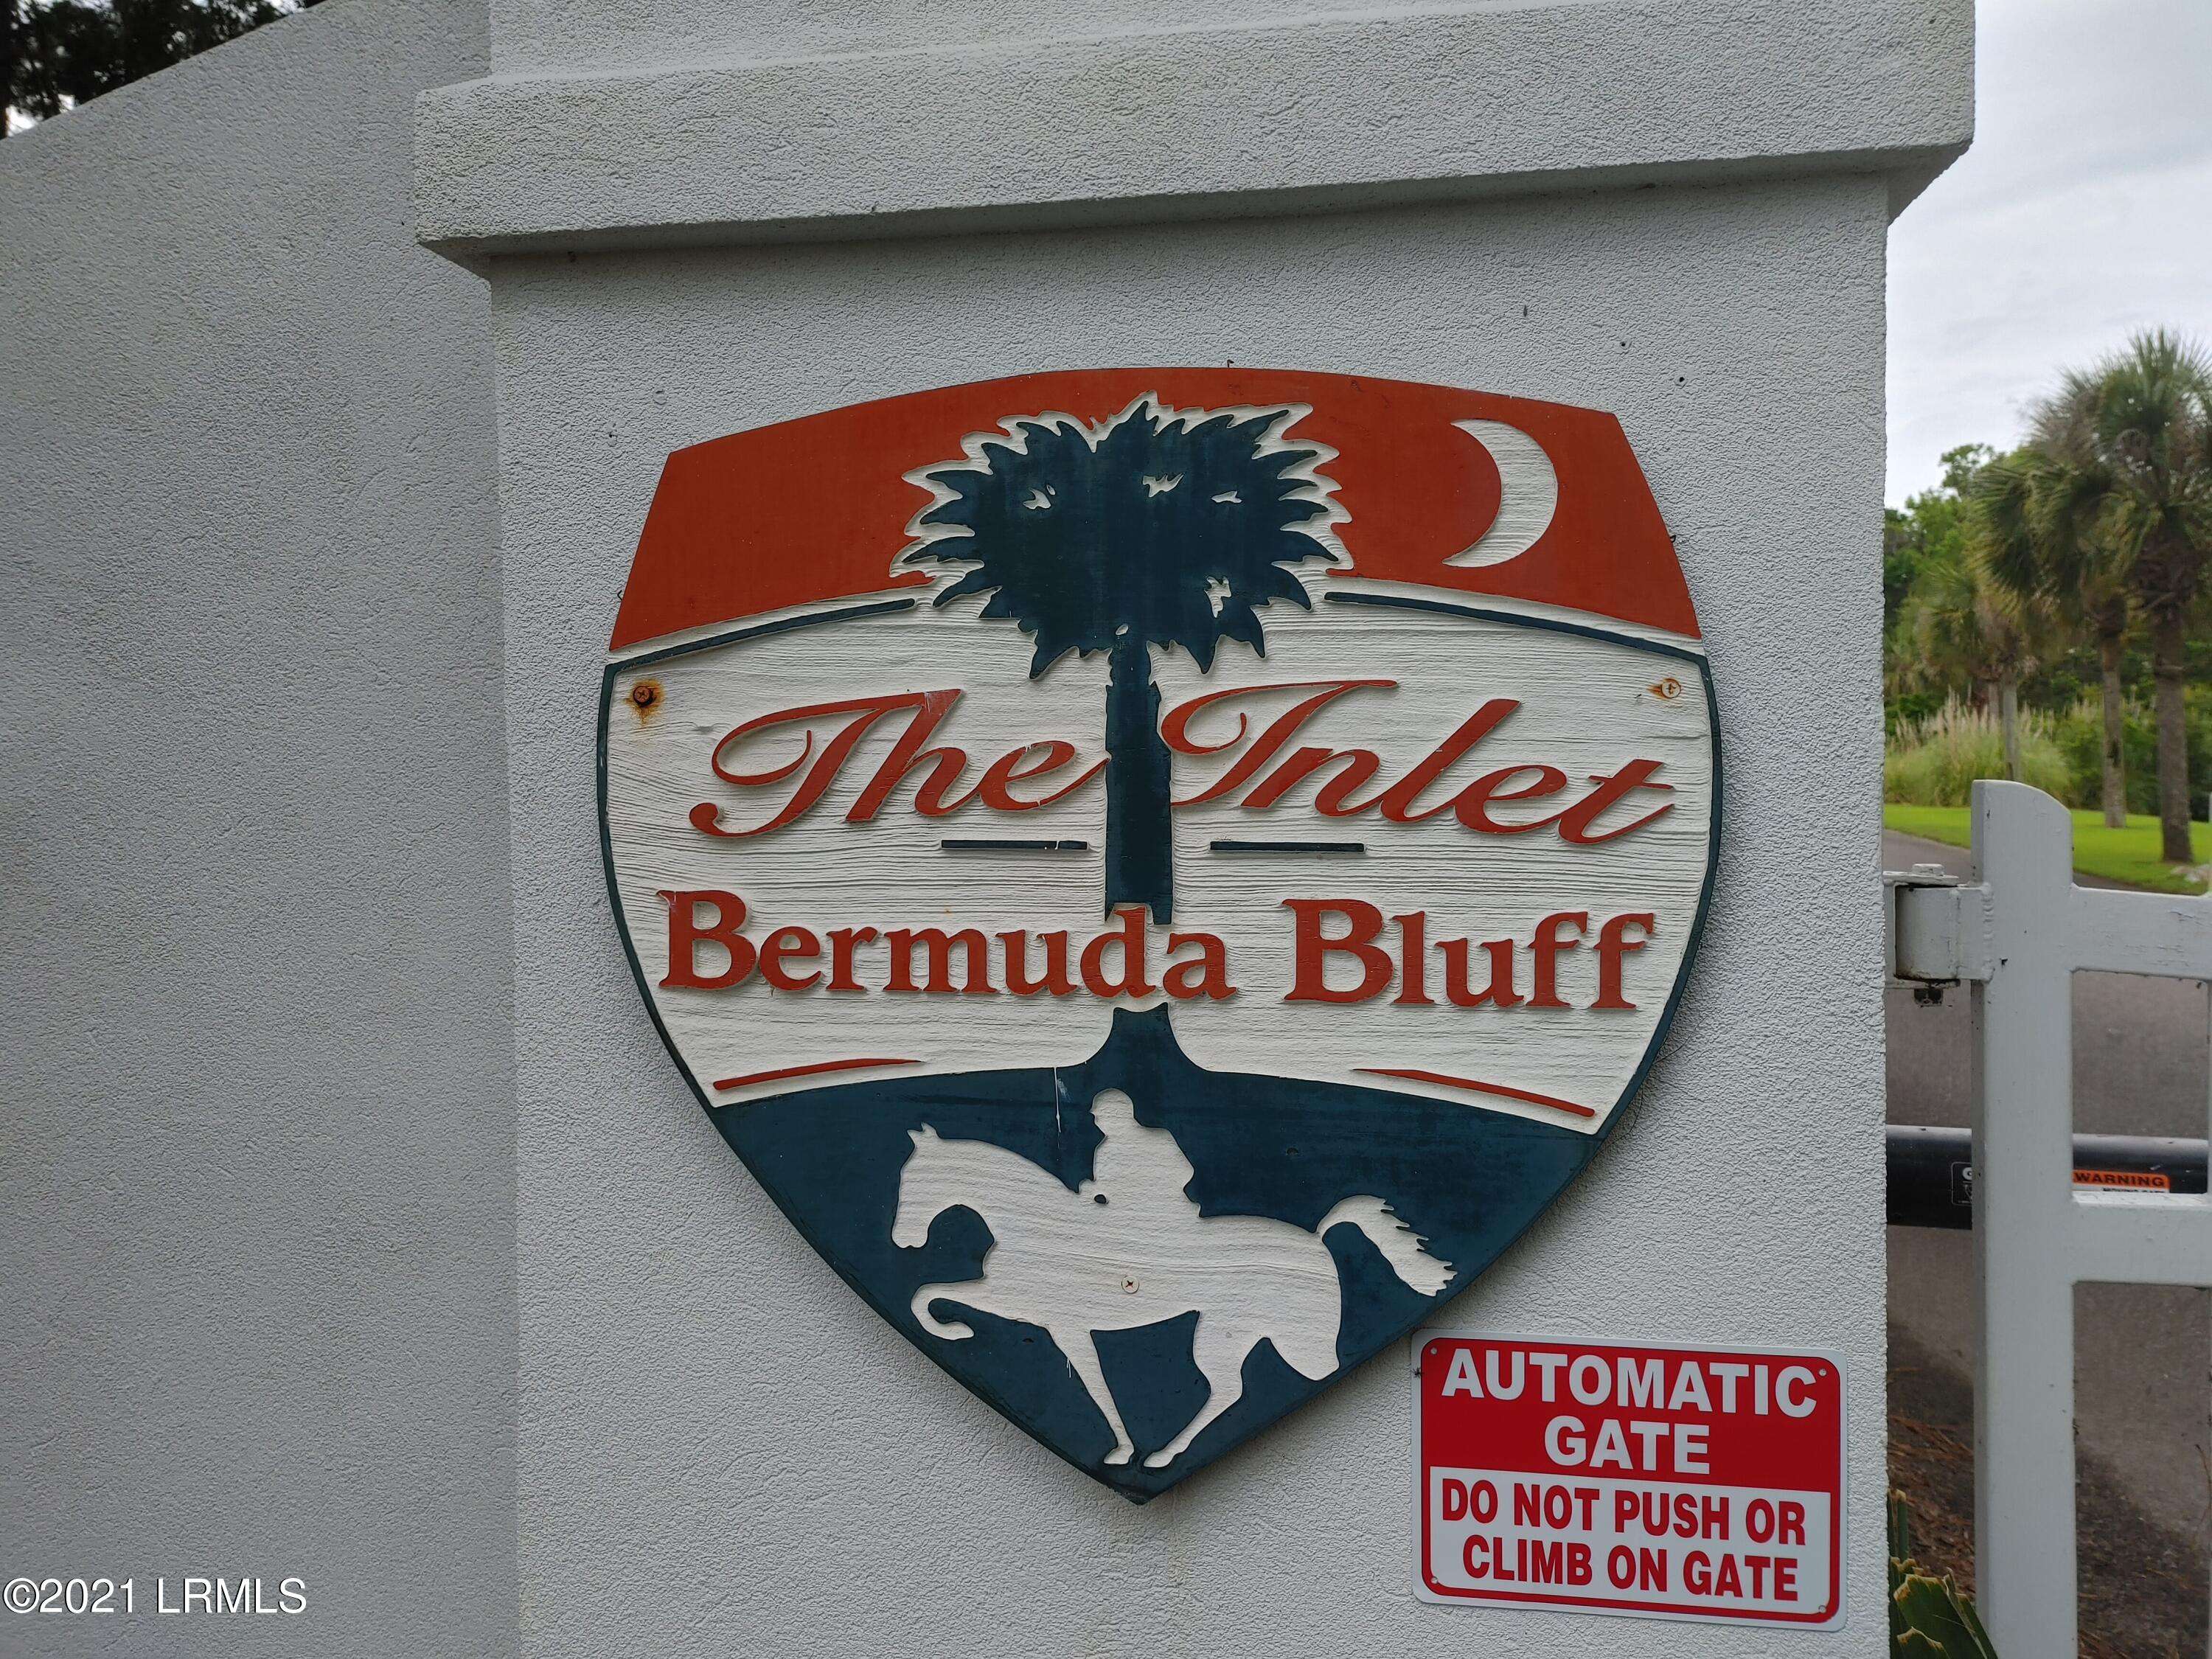 The Inlet
Bermuda Bluff
WARNING
AUTOMATIC
GATE
DO NOT PUSH OR
CLIMB ON GATE
©2021 LRMLS